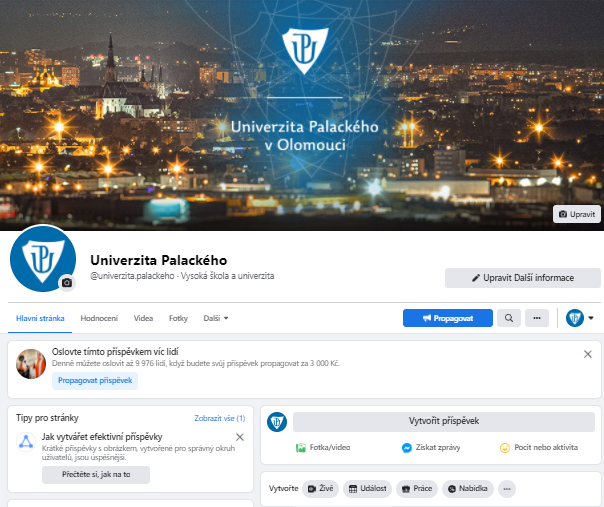 Univerzita Palackého
v Olomouci
Upravit
Univerzita Palackého
@univerzita.palackeho · Vysoká škola a univerzita
Upravit Další informace
Hlavní stránka Hodnocení Videa Fotky Další
Propagovat
Oslovte tímto příspěvkem víc lidí
Denně můžete oslovit až 9 976 lidí, když budete svůj příspěvek propagovat za 3 000 Kč.
Propagovat příspěvek
Tipy pro stránky Zobrazit vše (1)
Jak vytvářet efektivní příspěvky
Krátké příspěvky s obrázkem, vytvořené pro správný okruh
uživatelů, jsou úspěšnější.
Přečtěte si, jak na to
Vytvořit příspěvek
Fotka/video Získat zprávy Pocit nebo aktivita
Vytvořte Živě Událost Práce Nabídka